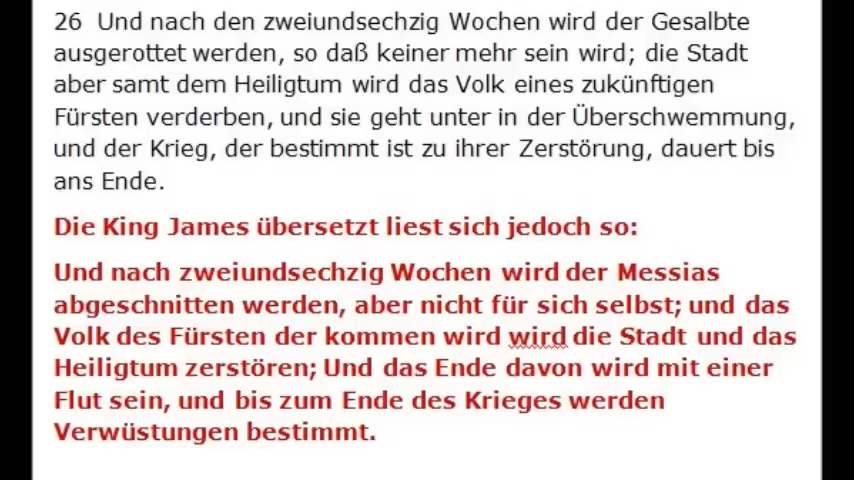 26 Und nach den zweiundsechzig Wochen wird der Gesalbte
ausgerottet werden, so daß keiner mehr sein wird; die Stadt
aber samt dem Heiligtum wird das Volk eines zukünftigen
Fürsten verderben, und sie geht unter in der Überschwemmung,
und der Krieg, der bestimmt ist zu ihrer Zerstörung, dauert bis
ans Ende.
Die King James übersetzt liest sich jedoch so:
Und nach zweiundsechzig Wochen wird der Messias
abgeschnitten werden, aber nicht für sich selbst; und das
Volk des Fürsten der kommen wird wird die Stadt und das
Heiligtum zerstören; Und das Ende davon wird mit einer
Flut sein, und bis zum Ende des Krieges werden
Verwüstungen bestimmt.